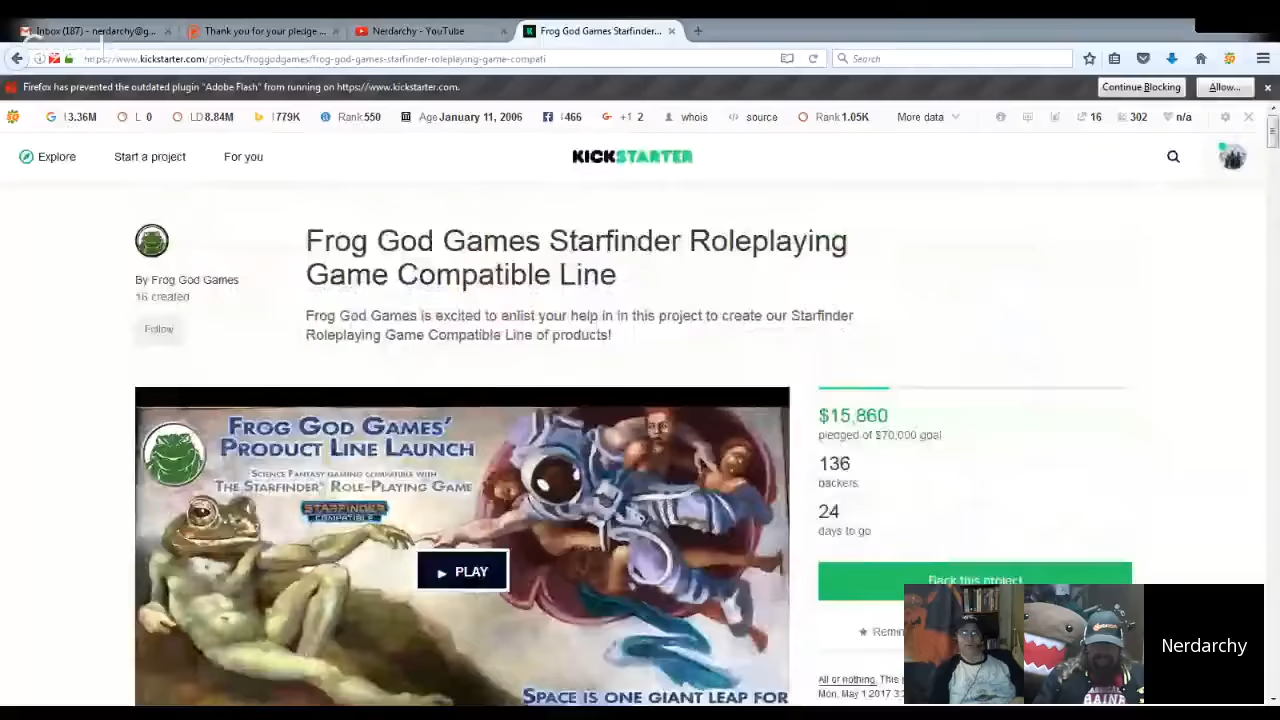 Inbox (187) - nerdarchy@g...
Thank you for your pledge ...
Nerdarchy - YouTube
Frog God Games Starfinder...
https://www.kickstarter.com/projects/froggodgames/frog-god-games-starfinder-roleplaying-game-compati
Search
Firefox has prevented the outdated plugin "Adobe Flash" from running on https://www.kickstarter.com.
Continue Blocking
Allow...
13.36M
L 0
LD 8.84M
1779K
Rank 550
Age January 11, 2006
1466
+1 2
whois
source
Rank 1.05K
More data
16
302
n/a
Explore
Start a project
For you
KICKSTARTER
Frog God Games Starfinder Roleplaying
Game Compatible Line
By Frog God Games
16 created
Follow
Frog God Games is excited to enlist your help in in this project to create our Starfinder
Roleplaying Game Compatible Line of products!
FROG GOD GAMES'
PRODUCT LINE LAUNCH
SCIENCE FANTASY GAMING COMPATIBLE WITH
THE STARFINDER ROLE-PLAYING GAME
STARFINDER
COMPATIBLE
PLAY
SPACE IS ONE GIANT LEAP FOR
$15,860
pledged of $70,000 goal
136
backers
24
days to go
Back this project
Remin
All or nothing. This p
Mon, May 1 2017 3:2
Nerdarchy